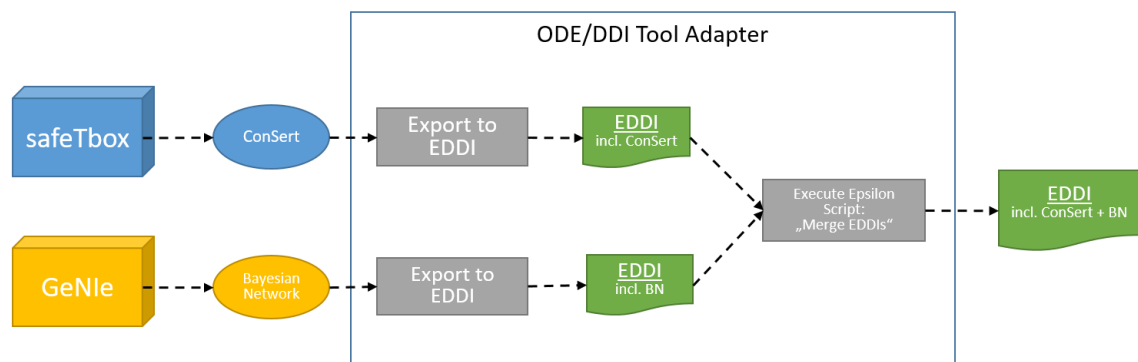 ODE/DDI Tool Adapter
safeTbox
ConSert
Export to
EDDI
EDDI
incl. ConSert
Execute Epsilon
Script:
„Merge EDDIs“
EDDI
incl. ConSert + BN
GeNIe
Bayesian
Network
Export to
EDDI
EDDI
incl. BN